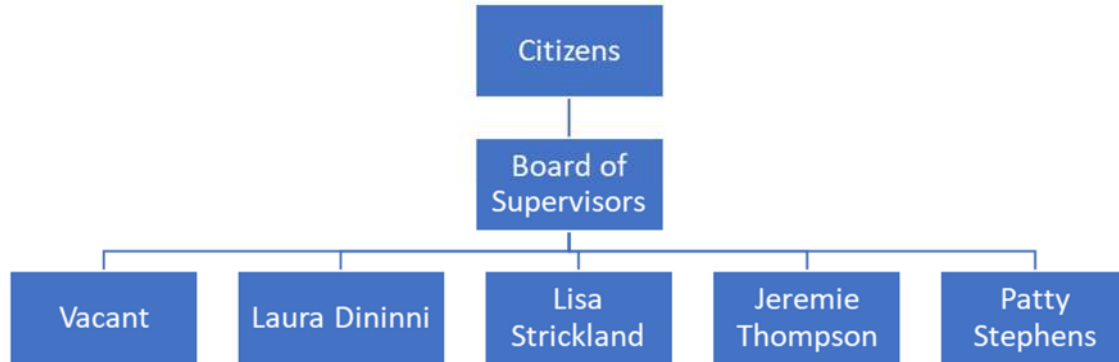 Citizens
Board of
Supervisors
Vacant
Laura Dininni
Lisa
Strickland
Jeremie
Thompson
Patty
Stephens